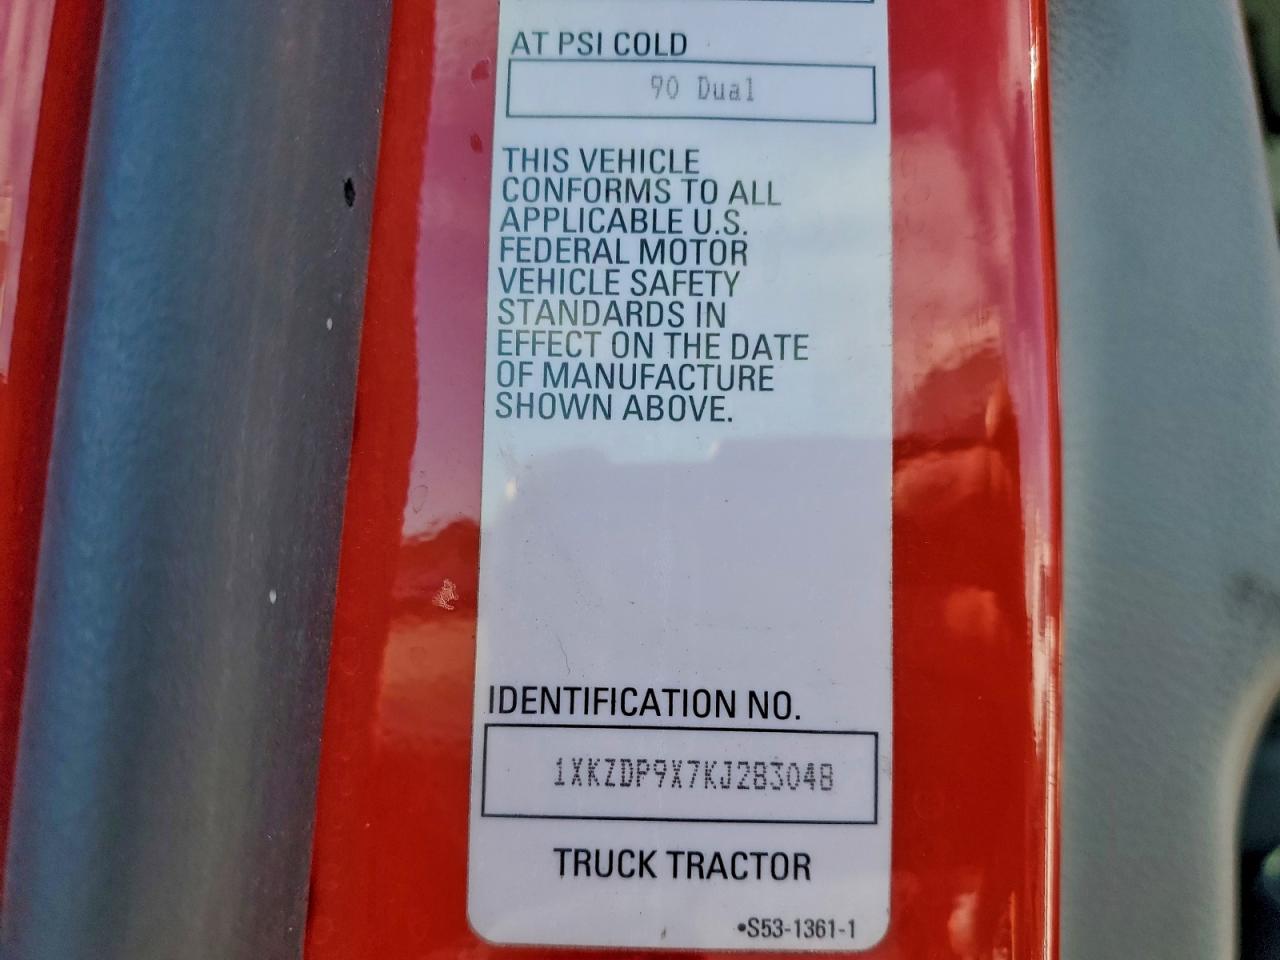 AT PSI COLD
90 Dual
THIS VEHICLE
CONFORMS TO ALL
APPLICABLE U.S.
FEDERAL MOTOR
VEHICLE SAFETY
STANDARDS IN
EFFECT ON THE DATE
OF MANUFACTURE
SHOWN ABOVE.
IDENTIFICATION NO.
1XKZDP9X7KJ283048
TRUCK TRACTOR
•S53-1361-1